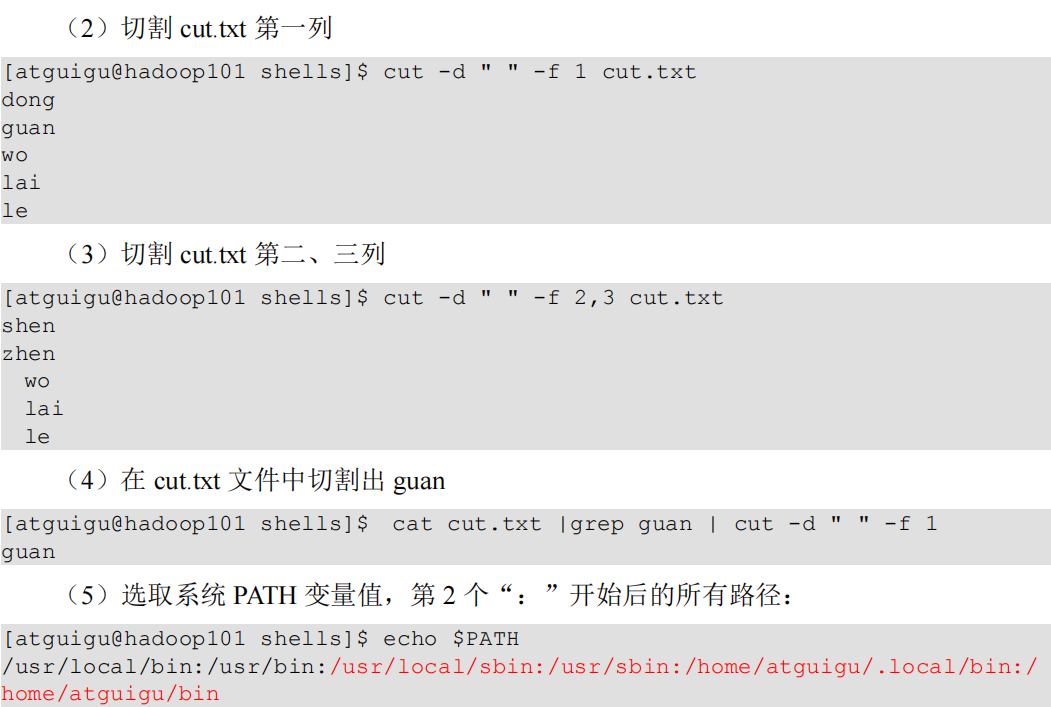 （2）切割 cut.txt 第一列
[atguigu@hadoop101 shells]$ cut -d " " -f 1 cut.txt
dong
guan
wo
lai
le
（3）切割 cut.txt 第二、三列
[atguigu@hadoop101 shells]$ cut -d " " -f 2,3 cut.txt
shen
zhen
wo
lai
le
（4）在 cut.txt 文件中切割出 guan
[atguigu@hadoop101 shells]$ cat cut.txt |grep guan | cut -d " " -f 1
guan
（5）选取系统 PATH 变量值，第 2 个“：”开始后的所有路径：
[atguigu@hadoop101 shells]$ echo $PATH
/usr/local/bin:/usr/bin:/usr/local/sbin:/usr/sbin:/home/atguigu/.local/bin:/
home/atguigu/bin